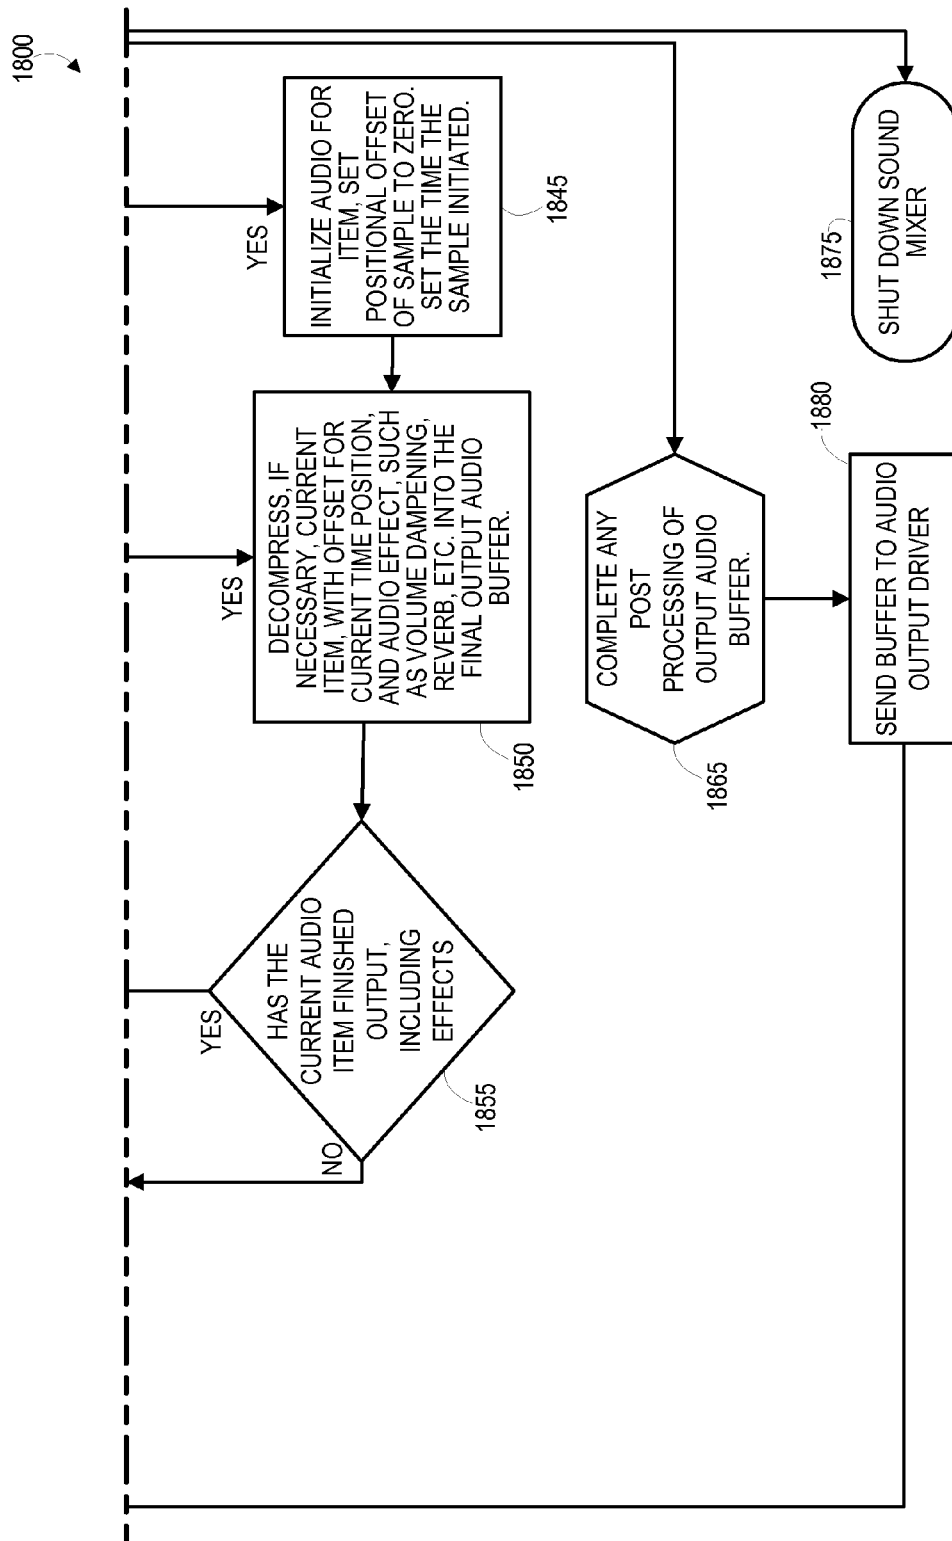 1800
YES
INITIALIZE AUDIO FOR
ITEM, SET
POSITIONAL OFFSET
OF SAMPLE TO ZERO.
SET THE TIME THE
SAMPLE INITIATED.
1845
YES
DECOMPRESS, IF
NECESSARY, CURRENT
ITEM, WITH OFFSET FOR
CURRENT TIME POSITION,
AND AUDIO EFFECT, SUCH
AS VOLUME DAMPENING,
REVERB, ETC. INTO THE
FINAL OUTPUT AUDIO
BUFFER.
1850
YES
HAS THE
CURRENT AUDIO
ITEM FINISHED
OUTPUT,
INCLUDING
EFFECTS
NO
1855
COMPLETE ANY
POST
PROCESSING OF
OUTPUT AUDIO
BUFFER.
1865
1880
SEND BUFFER TO AUDIO
OUTPUT DRIVER
1875
SHUT DOWN SOUND
MIXER